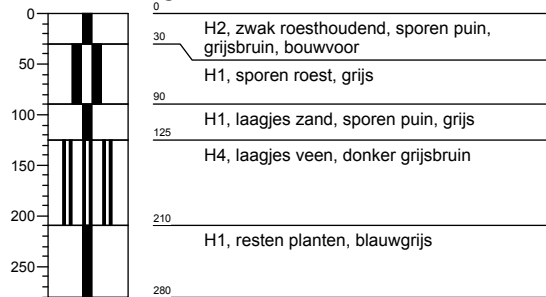 0
0
H2, zwak roesthoudend, sporen puin,
grijsbruin, bouwvoor
30
50
H1, sporen roest, grijs
90
100
H1, laagjes zand, sporen puin, grijs
125
150
H4, laagjes veen, donker grijsbruin
200
210
H1, resten planten, blauwgrijs
250
280